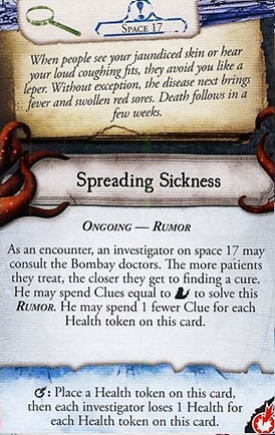 SPACE 17
When people see your jaundiced skin or hear
your loud coughing fits, they avoid you like a
leper. Without exception, the disease next brings
fever and swollen red sores. Death follows in a
few weeks.
Spreading Sickness
ONGOING — RUMOR
As an encounter, an investigator on space 17 may
consult the Bombay doctors. The more patients
they treat, the closer they get to finding a cure.
He may spend Clues equal to to solve this
RUMOR. He may spend 1 fewer Clue for each
Health token on this card.
: Place a Health token on this card,
then each investigator loses 1 Health for
each Health token on this card.